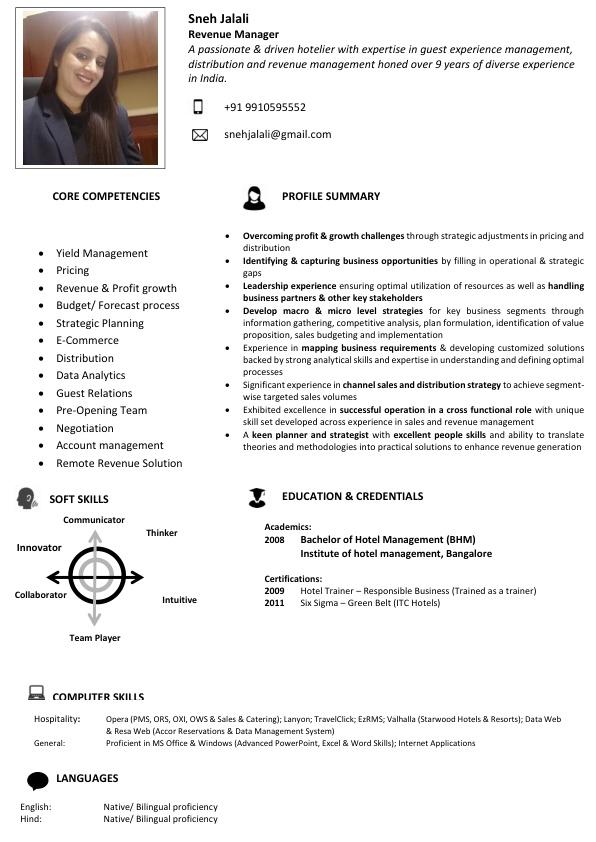 Sneh Jalali
Revenue Manager
A passionate & driven hotelier with expertise in guest experience management,
distribution and revenue management honed over 9 years of diverse experience
in India.
+91 9910595552
snehjalali@gmail.com
CORE COMPETENCIES
• Yield Management
• Pricing
• Revenue & Profit growth
• Budget/ Forecast process
• Strategic Planning
• E-Commerce
• Distribution
• Data Analytics
• Guest Relations
• Pre-Opening Team
• Negotiation
• Account management
• Remote Revenue Solution
PROFILE SUMMARY
• Overcoming profit & growth challenges through strategic adjustments in pricing and
distribution
• Identifying & capturing business opportunities by filling in operational & strategic
gaps
• Leadership experience ensuring optimal utilization of resources as well as handling
business partners & other key stakeholders
• Develop macro & micro level strategies for key business segments through
information gathering, competitive analysis, plan formulation, identification of value
proposition, sales budgeting and implementation
• Experience in mapping business requirements & developing customized solutions
backed by strong analytical skills and expertise in understanding and defining optimal
processes
• Significant experience in channel sales and distribution strategy to achieve segment-
wise targeted sales volumes
• Exhibited excellence in successful operation in a cross functional role with unique
skill set developed across experience in sales and revenue management
• A keen planner and strategist with excellent people skills and ability to translate
theories and methodologies into practical solutions to enhance revenue generation
SOFT SKILLS
Communicator
Thinker
Innovator
Collaborator
Intuitive
Team Player
EDUCATION & CREDENTIALS
Academics:
2008 Bachelor of Hotel Management (BHM)
Institute of hotel management, Bangalore
Certifications:
2009 Hotel Trainer – Responsible Business (Trained as a trainer)
2011 Six Sigma – Green Belt (ITC Hotels)
COMPUTER SKILLS
Hospitality: Opera (PMS, ORS, OXI, OWS & Sales & Catering); Lanyon; TravelClick; EzRMS; Valhalla (Starwood Hotels & Resorts); Data Web
& Resa Web (Accor Reservations & Data Management System)
General: Proficient in MS Office & Windows (Advanced PowerPoint, Excel & Word Skills); Internet Applications
LANGUAGES
English: Native/ Bilingual proficiency
Hind: Native/ Bilingual proficiency